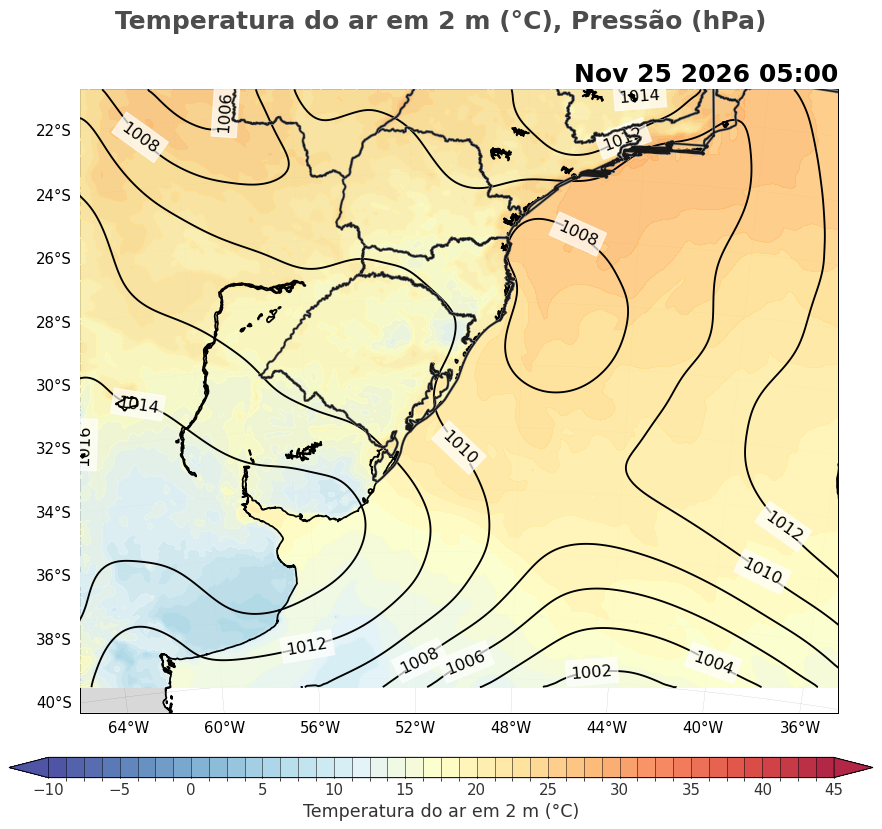 Temperatura do ar em 2 m (°C), Pressão (hPa)
Nov 25 2026 05:00
1006
1014
1008
1012
1008
1014
1016
1010
1012
1010
1012
1008
1006
1002
1004
22°S
24°S
26°S
28°S
30°S
32°S
34°S
36°S
38°S
40°S
64°W 60°W 56°W 52°W 48°W 44°W 40°W 36°W
−10 −5 0 5 10 15 20 25 30 35 40 45
Temperatura do ar em 2 m (°C)